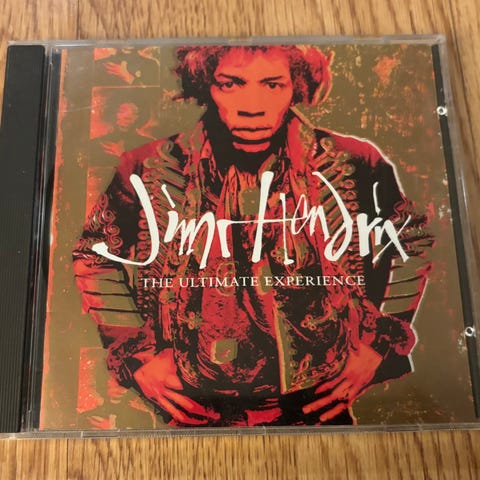 Jimi Hendrix
THE ULTIMATE EXPERIENCE